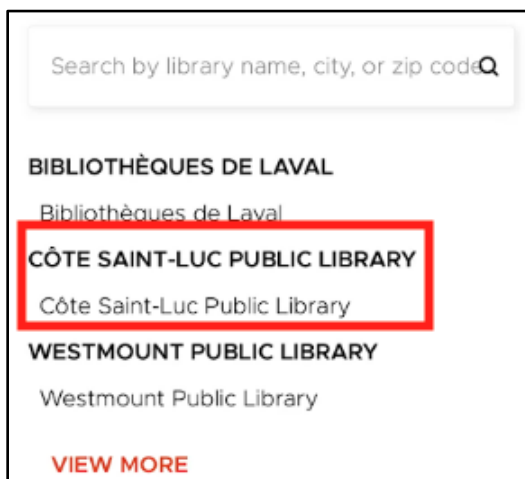 Search by library name, city, or zip code
BIBLIOTHÈQUES DE LAVAL
Bibliothèques de Laval
CÔTE SAINT-LUC PUBLIC LIBRARY
Côte Saint-Luc Public Library
WESTMOUNT PUBLIC LIBRARY
Westmount Public Library
VIEW MORE